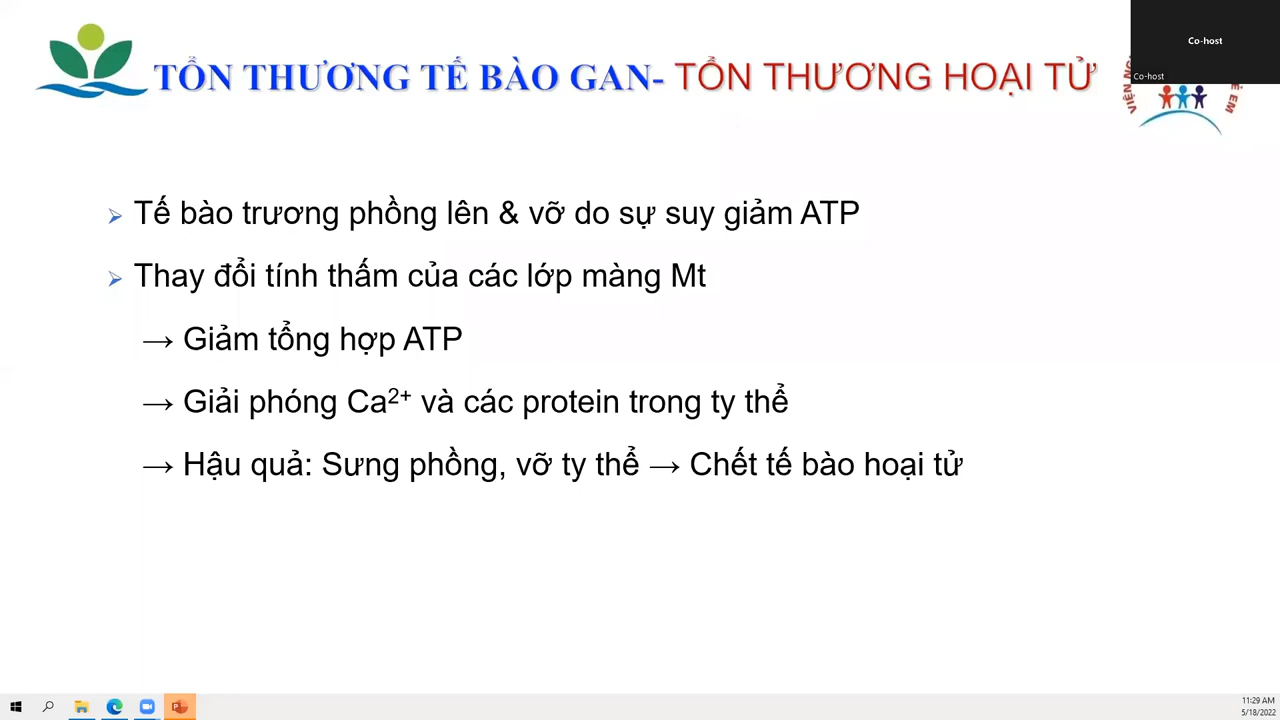 Co-host
Co-host
TỔN THƯƠNG TẾ BÀO GAN- TỔN THƯƠNG HOẠI TỬ
VIỆN
Ẻ EM
➢ Tế bào trương phồng lên & vỡ do sự suy giảm ATP
➢ Thay đổi tính thấm của các lớp màng Mt
→ Giảm tổng hợp ATP
→ Giải phóng Ca²⁺ và các protein trong ty thể
→ Hậu quả: Sưng phồng, vỡ ty thể → Chết tế bào hoại tử
11:29 AM
5/18/2022